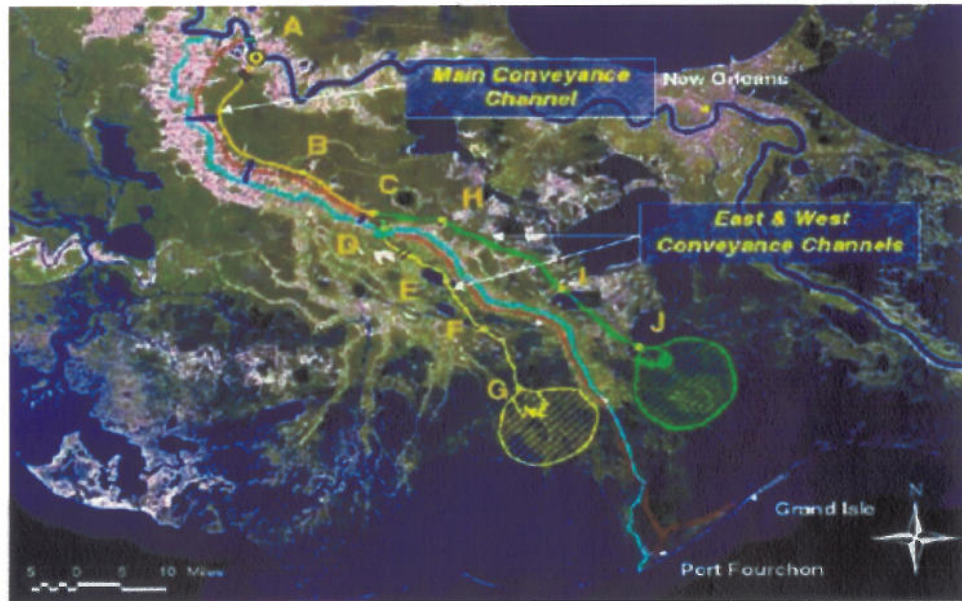 A
Main Conveyance
Channel
New Orleans
B
C
H
East & West
Conveyance Channels
D
E
I
F
J
G
Grand Isle
N
Port Fourchon
5 0 5 10 Miles